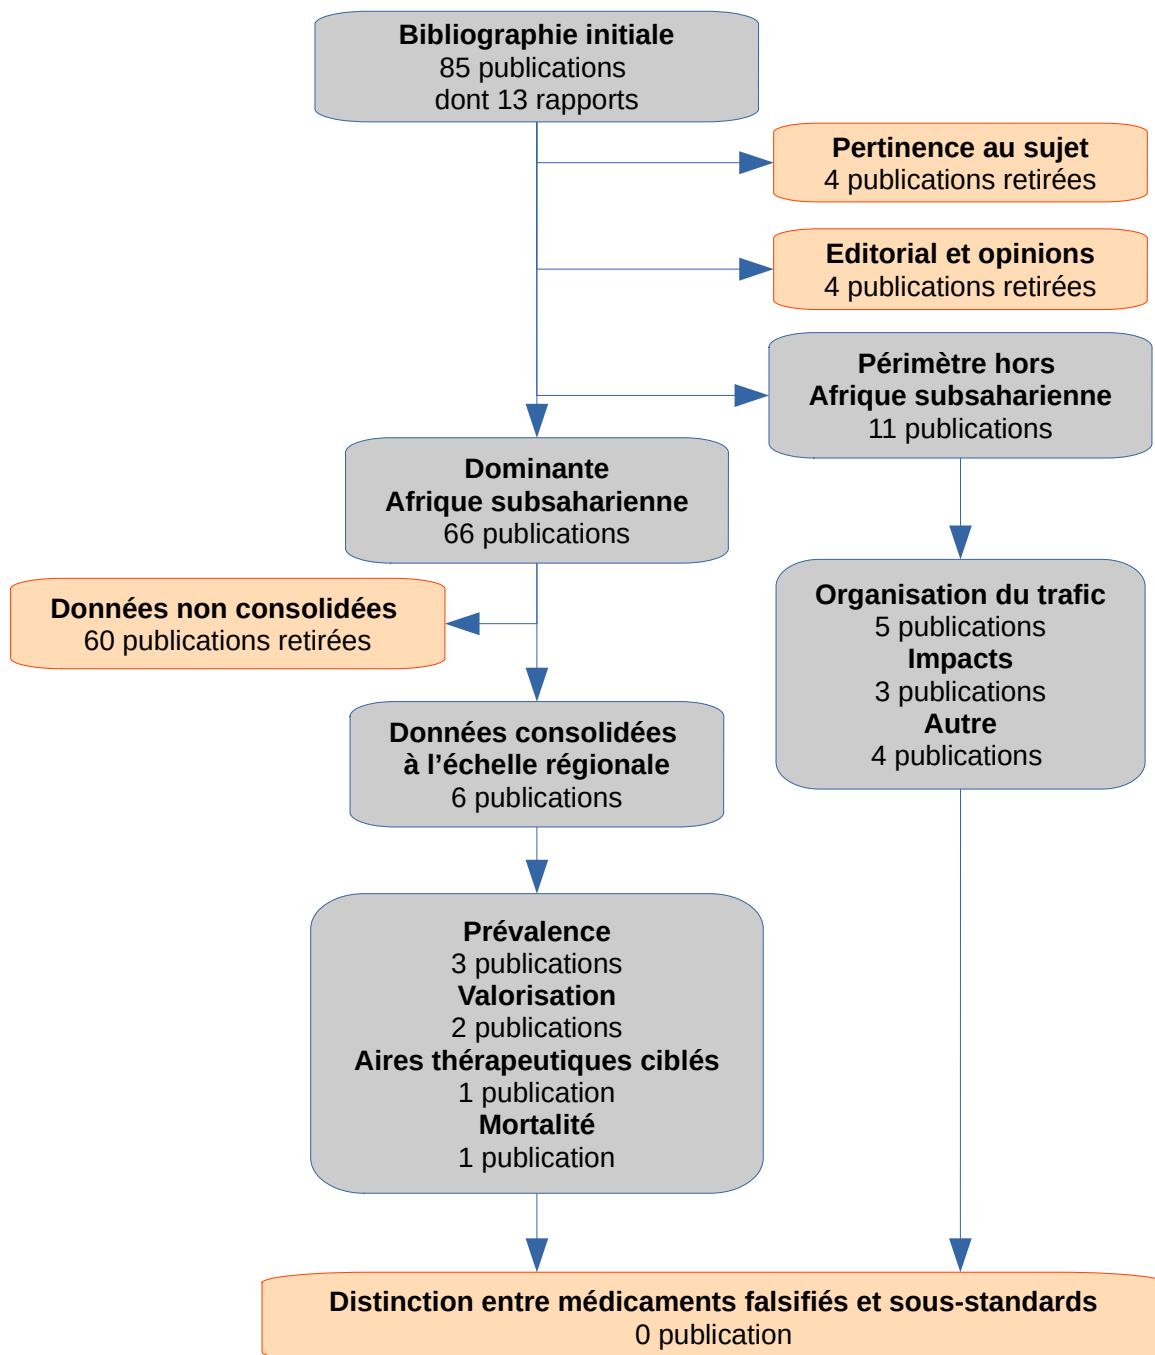 Bibliographie initiale
85 publications
dont 13 rapports
Pertinence au sujet
4 publications retirées
Editorial et opinions
4 publications retirées
Périmètre hors
Afrique subsaharienne
11 publications
Dominante
Afrique subsaharienne
66 publications
Données non consolidées
60 publications retirées
Organisation du trafic
5 publications
Impacts
3 publications
Autre
4 publications
Données consolidées
à l’échelle régionale
6 publications
Prévalence
3 publications
Valorisation
2 publications
Aires thérapeutiques ciblés
1 publication
Mortalité
1 publication
Distinction entre médicaments falsifiés et sous-standards
0 publication